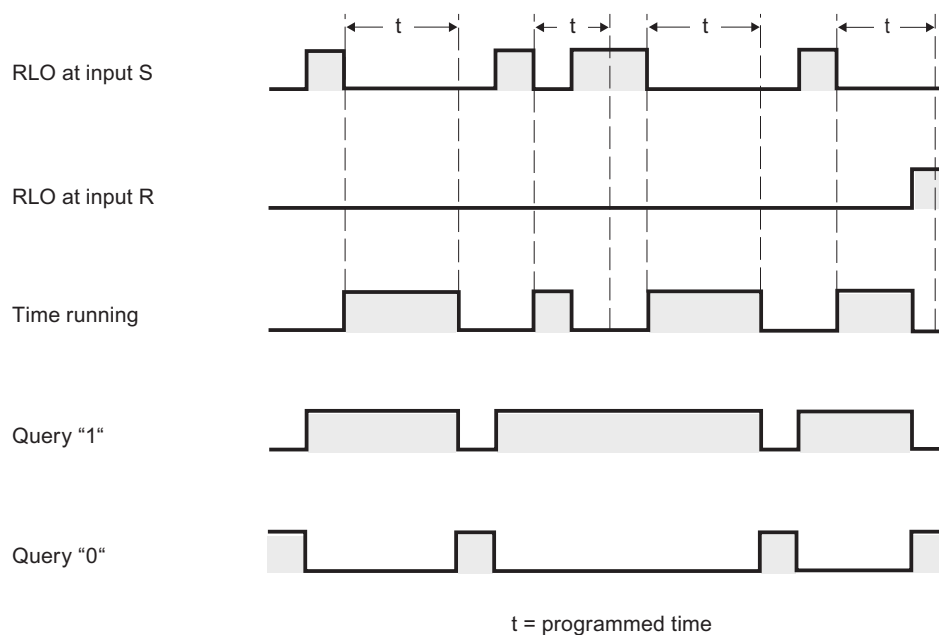 t t t t
RLO at input S
RLO at input R
Time running
Query “1“
Query “0“
t = programmed time